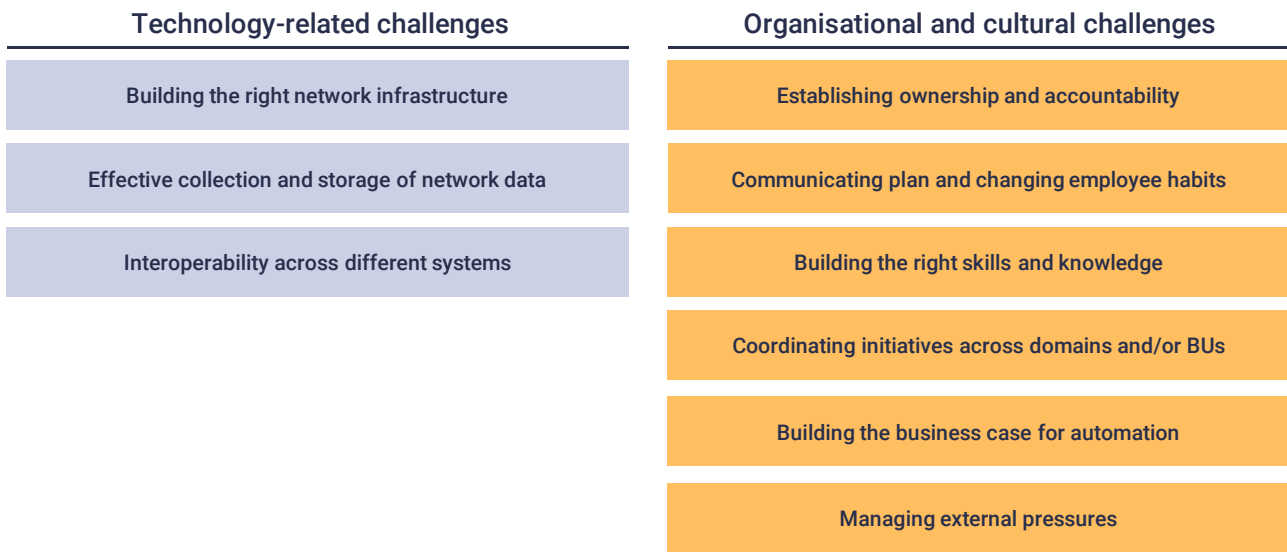 Technology-related challenges
Building the right network infrastructure
Effective collection and storage of network data
Interoperability across different systems
Organisational and cultural challenges
Establishing ownership and accountability
Communicating plan and changing employee habits
Building the right skills and knowledge
Coordinating initiatives across domains and/or BUs
Building the business case for automation
Managing external pressures